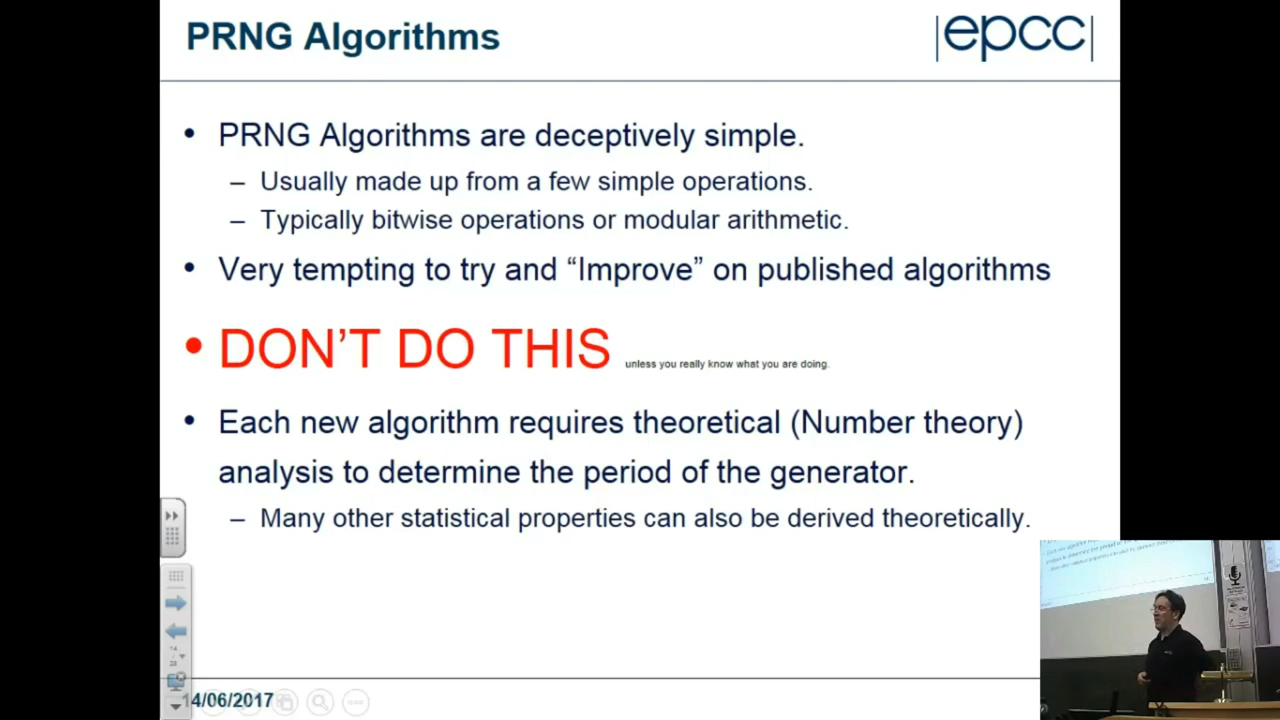 PRNG Algorithms
|epcc|
• PRNG Algorithms are deceptively simple.
– Usually made up from a few simple operations.
– Typically bitwise operations or modular arithmetic.
• Very tempting to try and “Improve” on published algorithms
• DON’T DO THIS unless you really know what you are doing.
• Each new algorithm requires theoretical (Number theory)
analysis to determine the period of the generator.
– Many other statistical properties can also be derived theoretically.
14
28
14/06/2017